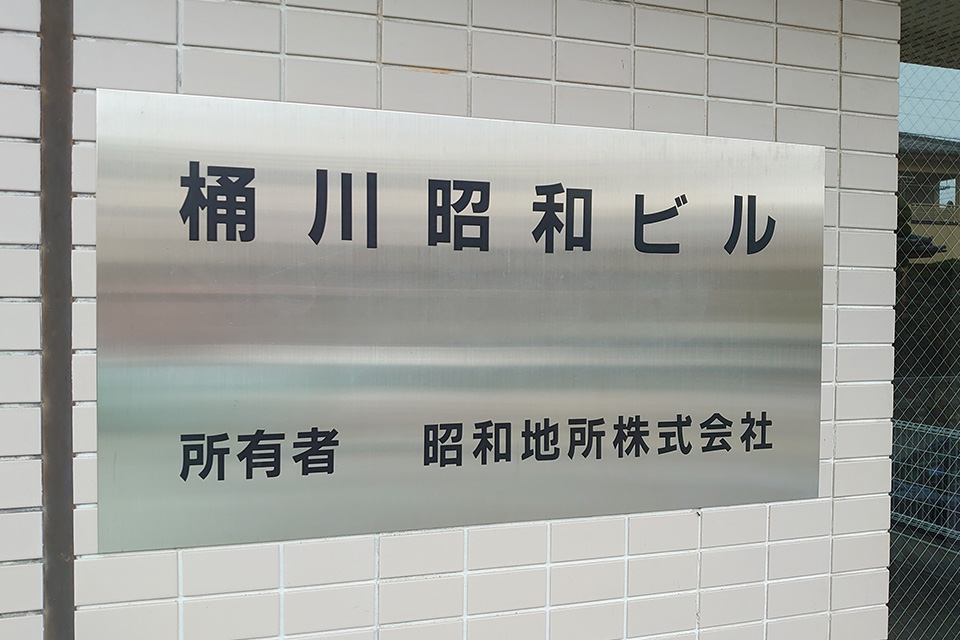 桶川昭和ビル
所有者　昭和地所株式会社